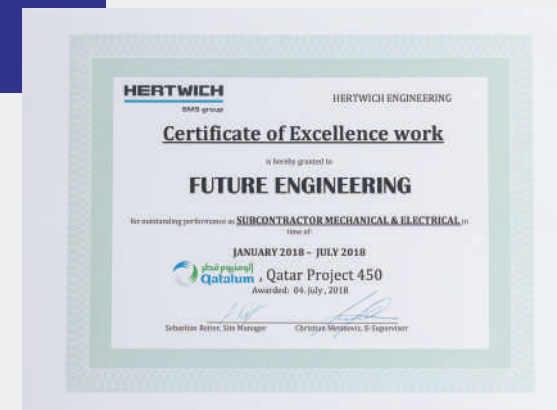 HERTWICH
SMS group
HERTWICH ENGINEERING
Certificate of Excellence work
is hereby granted to
FUTURE ENGINEERING
for outstanding performance as SUBCONTRACTOR MECHANICAL & ELECTRICAL in
time of:
JANUARY 2018 – JULY 2018
ألومنيوم قطر
Qatalum , Qatar Project 450
Awarded: 04. July , 2018
Sebastian Reiter, Site Manager
Christian, E-Supervisor